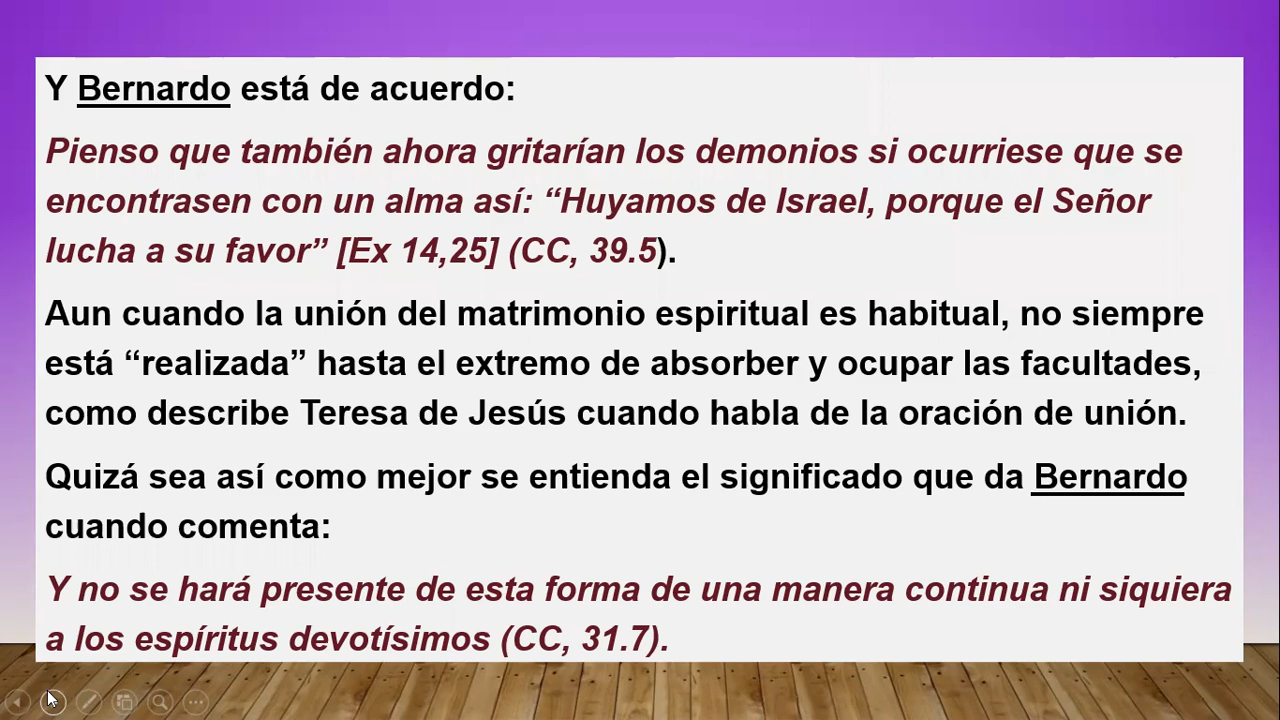 Y Bernardo está de acuerdo:
Pienso que también ahora gritarían los demonios si ocurriese que se
encontrasen con un alma así: “Huyamos de Israel, porque el Señor
lucha a su favor” [Ex 14,25] (CC, 39.5).
Aun cuando la unión del matrimonio espiritual es habitual, no siempre
está “realizada” hasta el extremo de absorber y ocupar las facultades,
como describe Teresa de Jesús cuando habla de la oración de unión.
Quizá sea así como mejor se entienda el significado que da Bernardo
cuando comenta:
Y no se hará presente de esta forma de una manera continua ni siquiera
a los espíritus devotísimos (CC, 31.7).